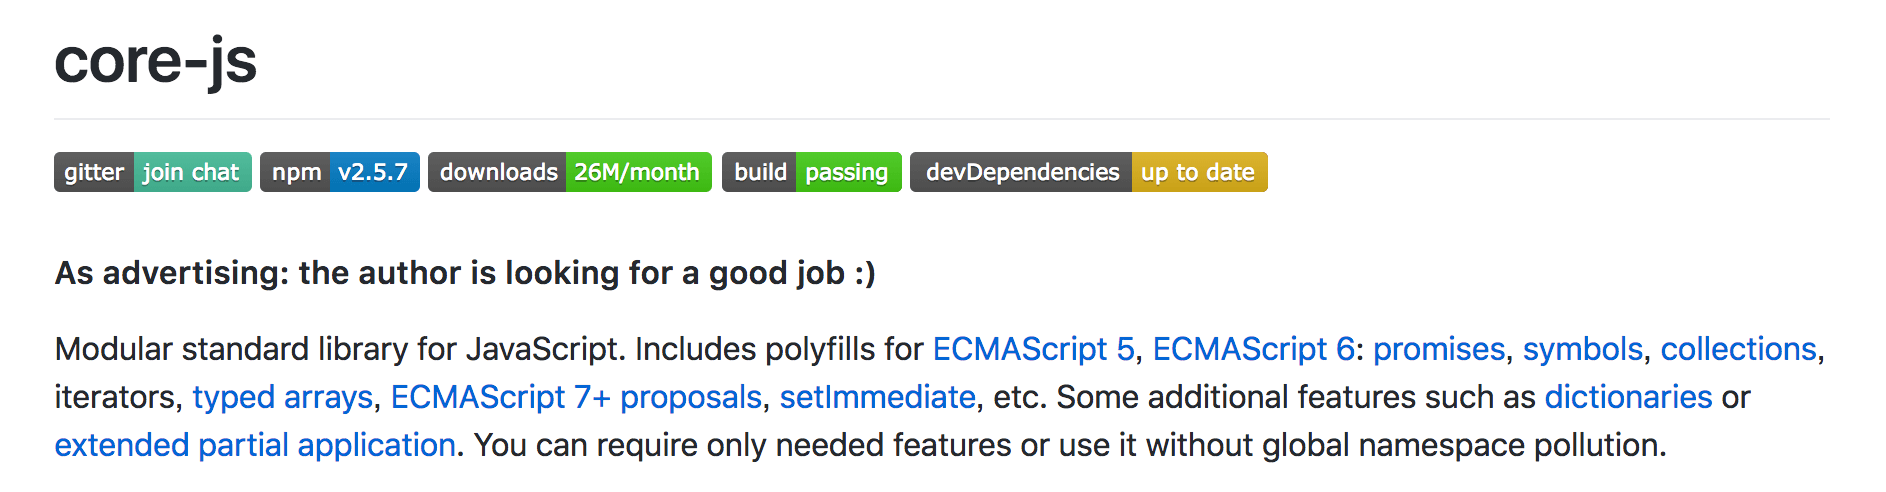 core-js
gitter join chat npm v2.5.7 downloads 26M/month build passing devDependencies up to date
As advertising: the author is looking for a good job :)
Modular standard library for JavaScript. Includes polyfills for ECMAScript 5, ECMAScript 6: promises, symbols, collections,
iterators, typed arrays, ECMAScript 7+ proposals, setImmediate, etc. Some additional features such as dictionaries or
extended partial application. You can require only needed features or use it without global namespace pollution.